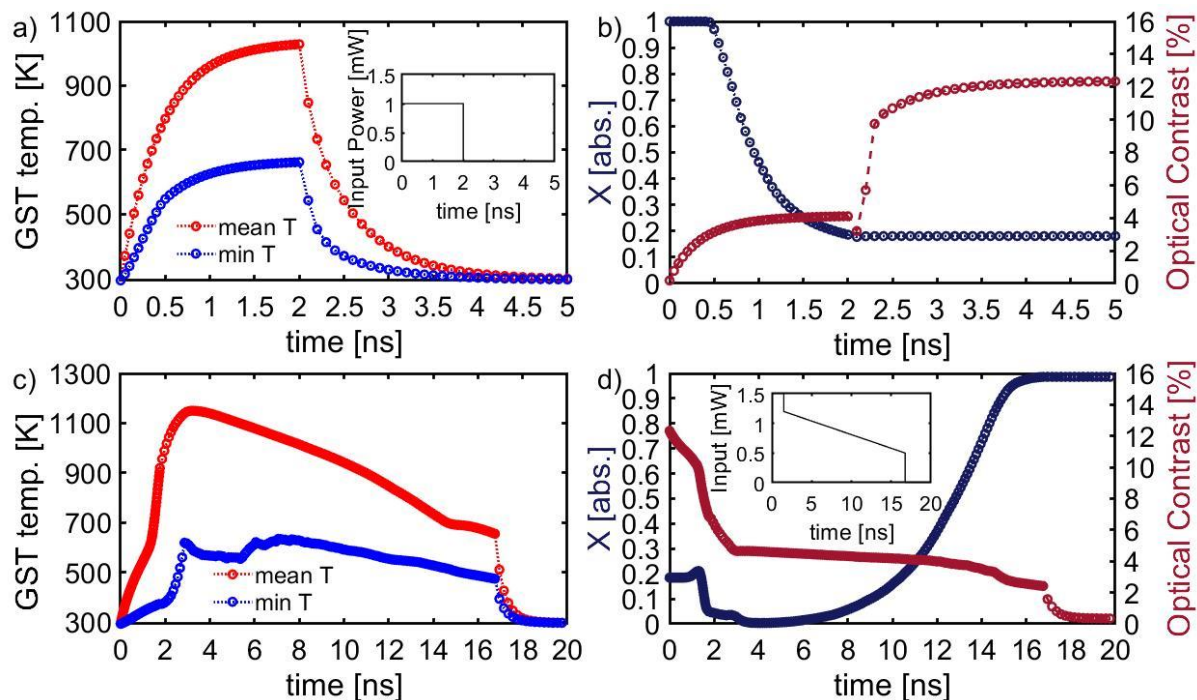 a)
GST temp. [K]
1100
900
700
500
300
mean T
min T
0 0.5 1 1.5 2 2.5 3 3.5 4 4.5 5
time [ns]
Input Power [mW]
1.5
1
0.5
0
0 1 2 3 4 5
time [ns]
b)
X [abs.]
1
0.9
0.8
0.7
0.6
0.5
0.4
0.3
0.2
0.1
0
0 0.5 1 1.5 2 2.5 3 3.5 4 4.5 5
time [ns]
16
14
12
10
8
6
4
2
0
Optical Contrast [%]
c)
GST temp. [K]
1300
1100
900
700
500
300
mean T
min T
0 2 4 6 8 10 12 14 16 18 20
time [ns]
d)
X [abs.]
1
0.9
0.8
0.7
0.6
0.5
0.4
0.3
0.2
0.1
0
Input [mW]
1.5
1
0.5
0
0 5 10 15 20
time [ns]
0 2 4 6 8 10 12 14 16 18 20
time [ns]
16
14
12
10
8
6
4
2
0
Optical Contrast [%]